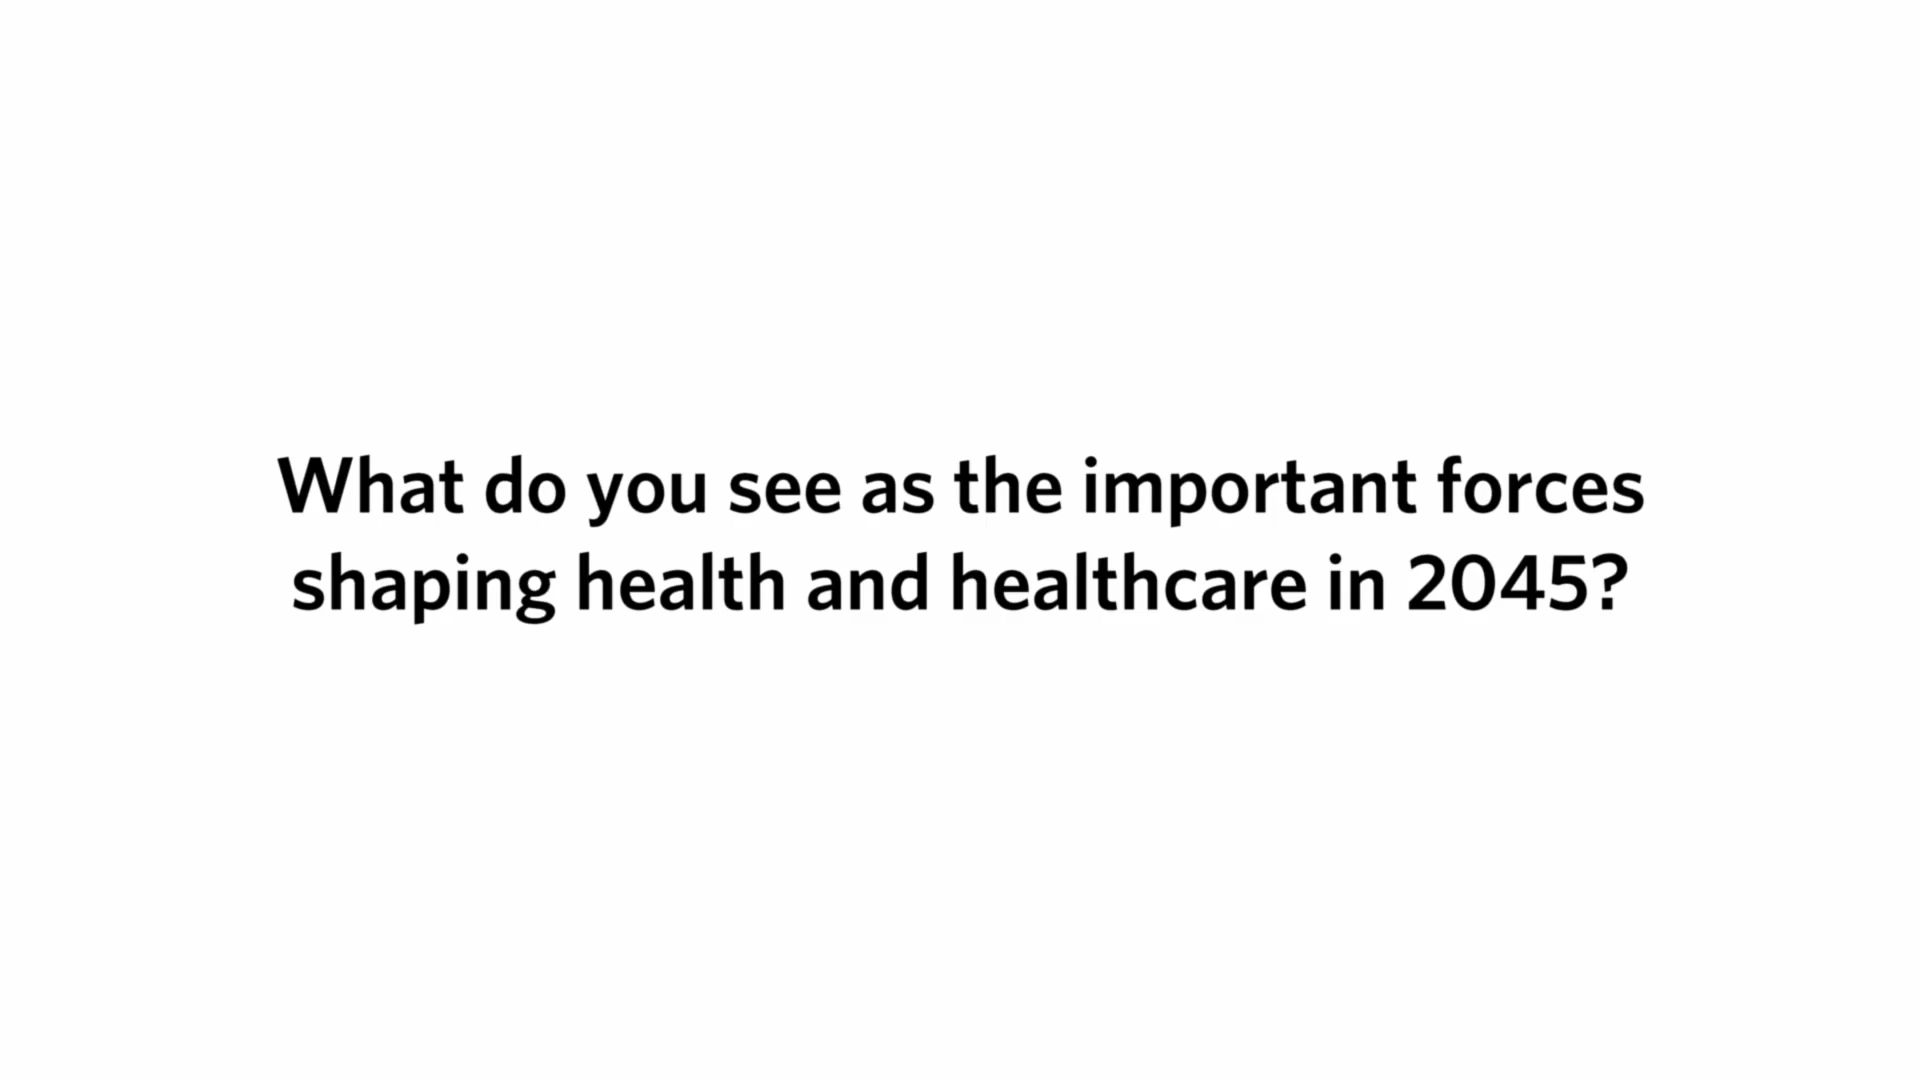 What do you see as the important forces
shaping health and healthcare in 2045?